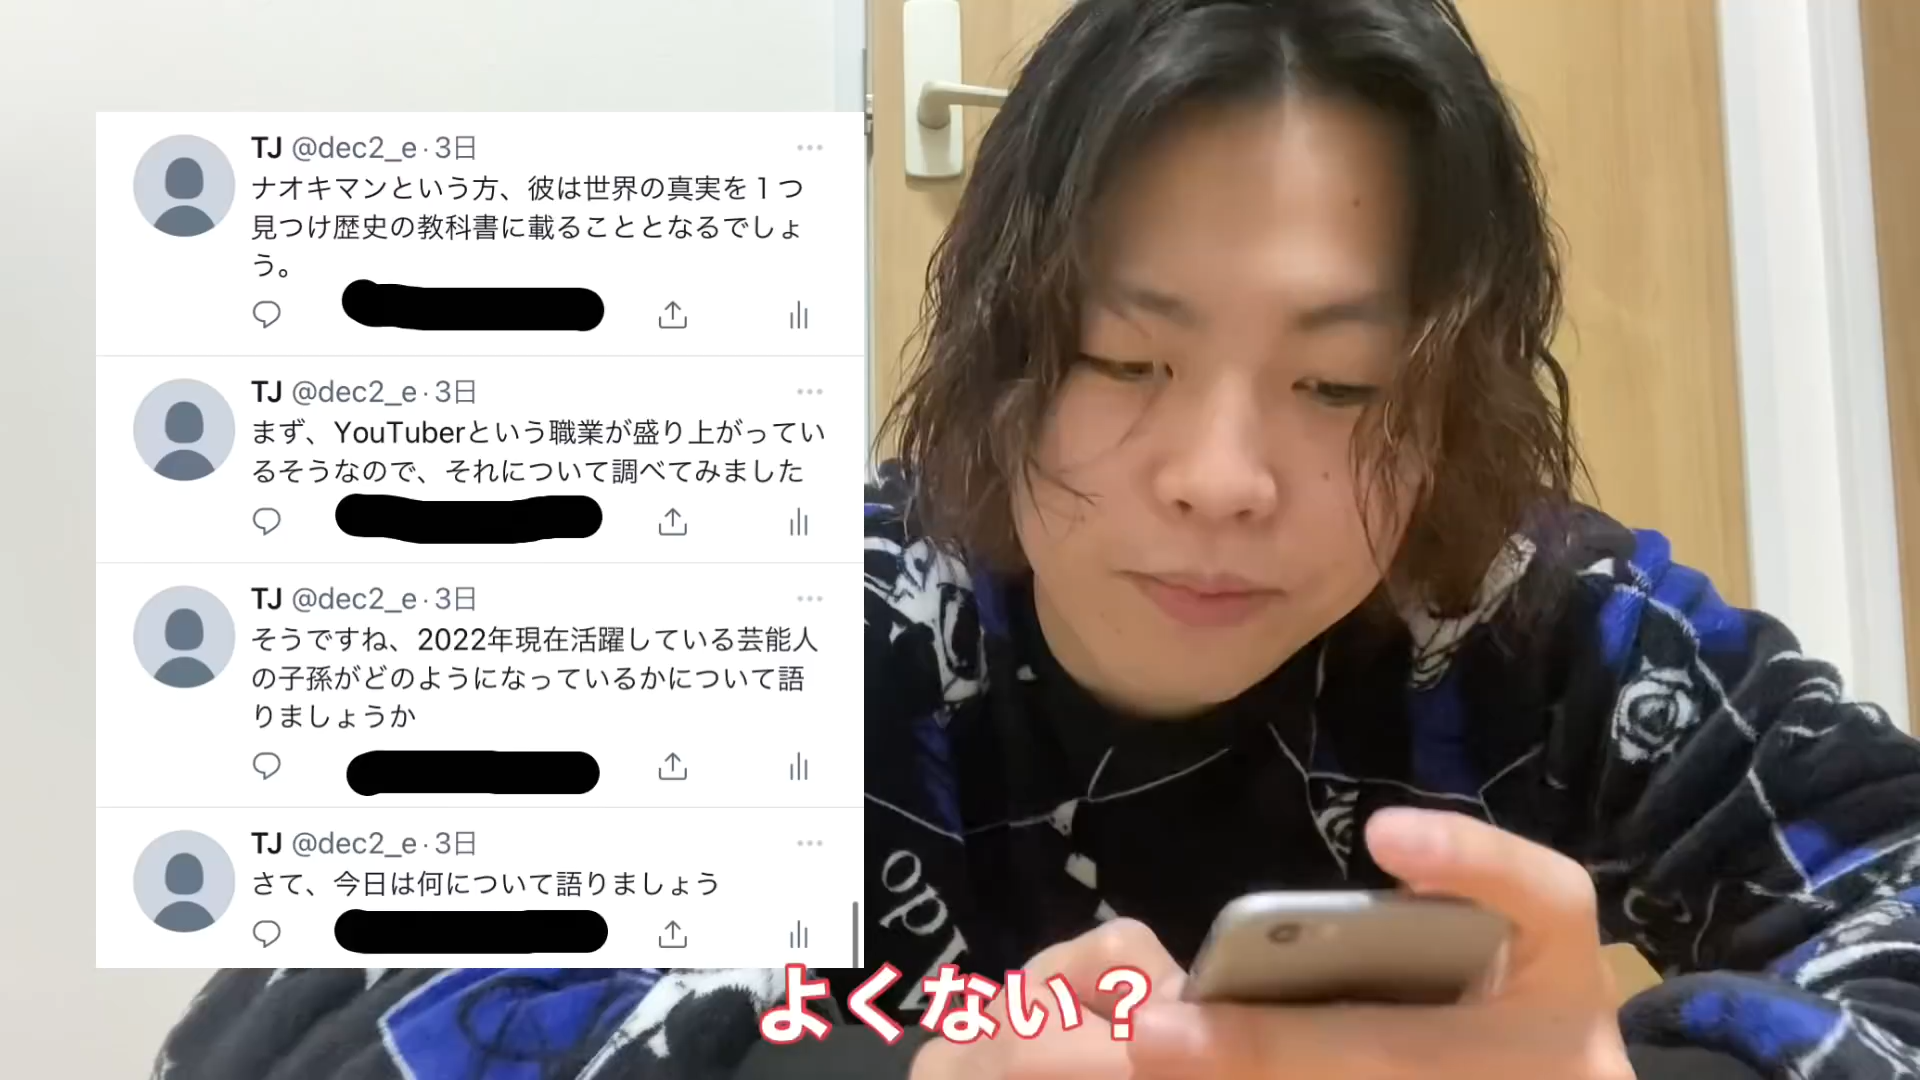 TJ @dec2_e · 3日
ナオキマンという方、彼は世界の真実を１つ
見つけ歴史の教科書に載ることとなるでしょ
う。
TJ @dec2_e · 3日
まず、YouTuberという職業が盛り上がってい
るそうなので、それについて調べてみました
TJ @dec2_e · 3日
そうですね、2022年現在活躍している芸能人
の子孫がどのようになっているかについて語
りましょうか
TJ @dec2_e · 3日
さて、今日は何について語りましょう
よくない？